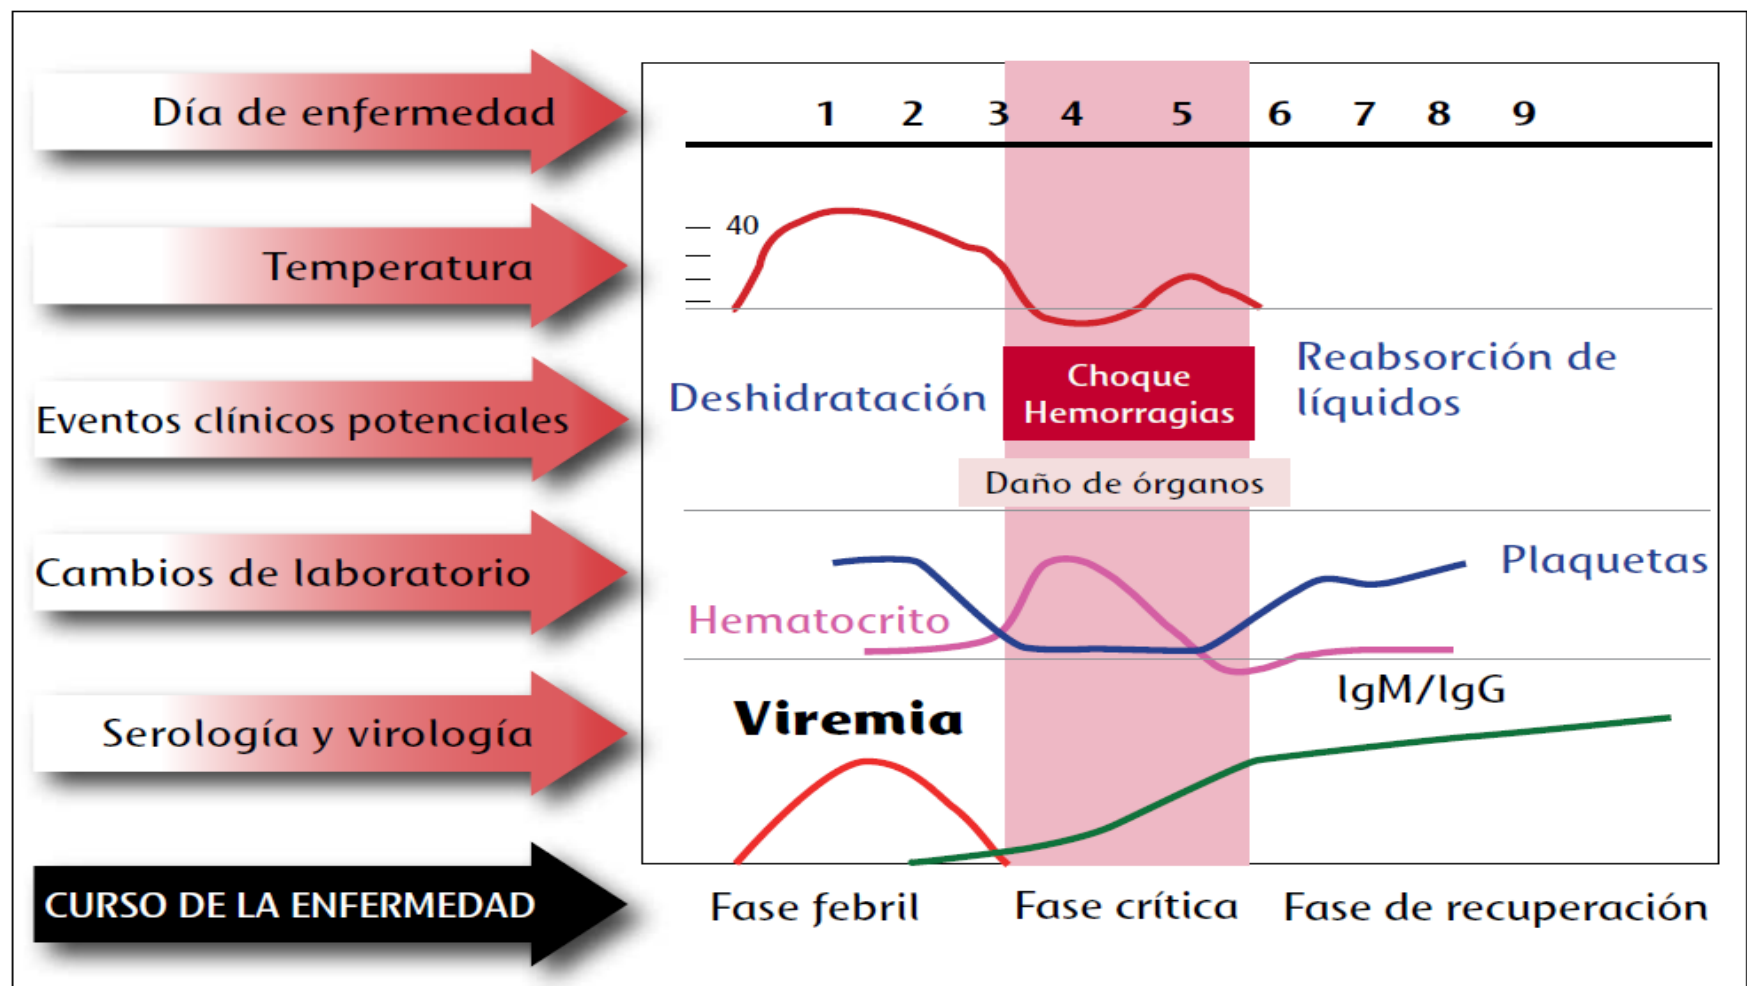 Día de enfermedad
1 2 3 4 5 6 7 8 9
Temperatura
40
Eventos clínicos potenciales
Deshidratación
Choque
Hemorragias
Reabsorción de
líquidos
Daño de órganos
Cambios de laboratorio
Hematocrito
Plaquetas
Serología y virología
Viremia
IgM/IgG
CURSO DE LA ENFERMEDAD
Fase febril
Fase crítica
Fase de recuperación